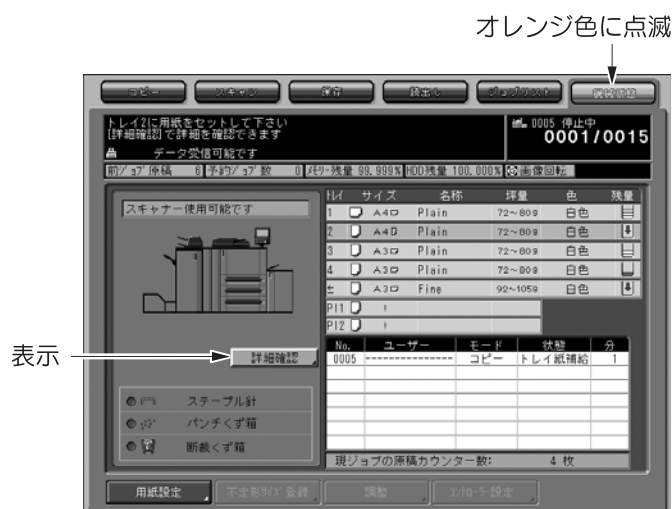 オレンジ色に点滅
コピー スキャン 保存 読出し ジョブリスト 機械状態
トレイ2に用紙をセットして下さい
[詳細確認]で詳細を確認できます
データ受信可能です
0005 停止中
0001/0015
前ジョブ原稿 6 予約ジョブ数 0 メモリー残量 99.999% HDD残量 100.000% 画像回転
スキャナー使用可能です
トレイ サイズ 名称 坪量 色 残量
1 A4 Plain 72~80g 白色
2 A4 Plain 72~80g 白色
3 A3 Plain 72~80g 白色
4 A3 Plain 72~80g 白色
A3 Fine 92~105g 白色
PI1 !
PI2 !
表示
詳細確認
No. ユーザー モード 状態 分
0005 --------------- コピー トレイ紙補給 1
ステープル針
パンチくず箱
断裁くず箱
現ジョブの原稿カウンター数: 4 枚
用紙設定 不定形サイズ登録 調整 コントローラー設定